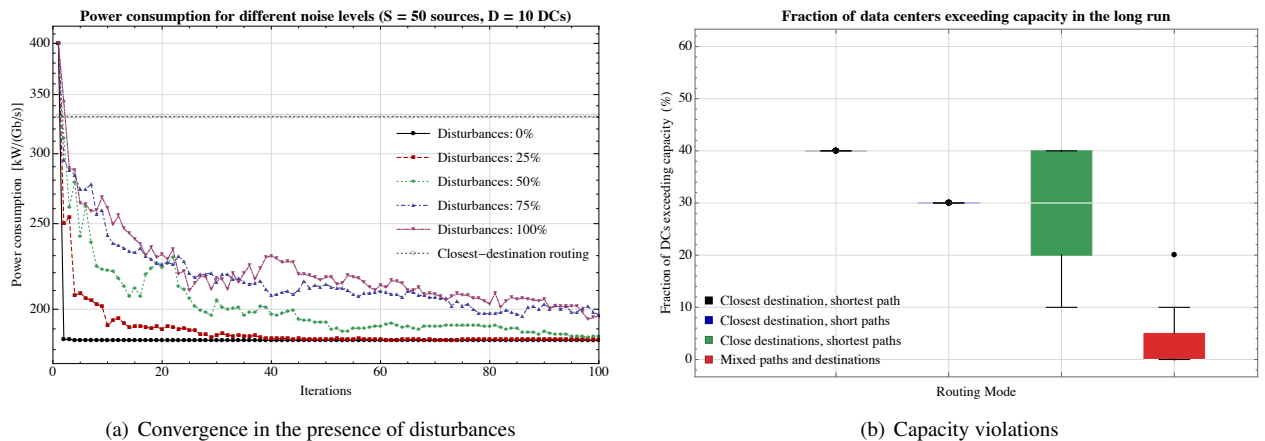 Power consumption for different noise levels (S = 50 sources, D = 10 DCs)
400
350
300
250
200
Power consumption [kW/(Gb/s)]
Disturbances: 0%
Disturbances: 25%
Disturbances: 50%
Disturbances: 75%
Disturbances: 100%
Closest−destination routing
0
20
40
60
80
100
Iterations
(a) Convergence in the presence of disturbances
Fraction of data centers exceeding capacity in the long run
60
50
40
30
20
10
0
Fraction of DCs exceeding capacity (%)
Closest destination, shortest path
Closest destination, short paths
Close destinations, shortest paths
Mixed paths and destinations
Routing Mode
(b) Capacity violations